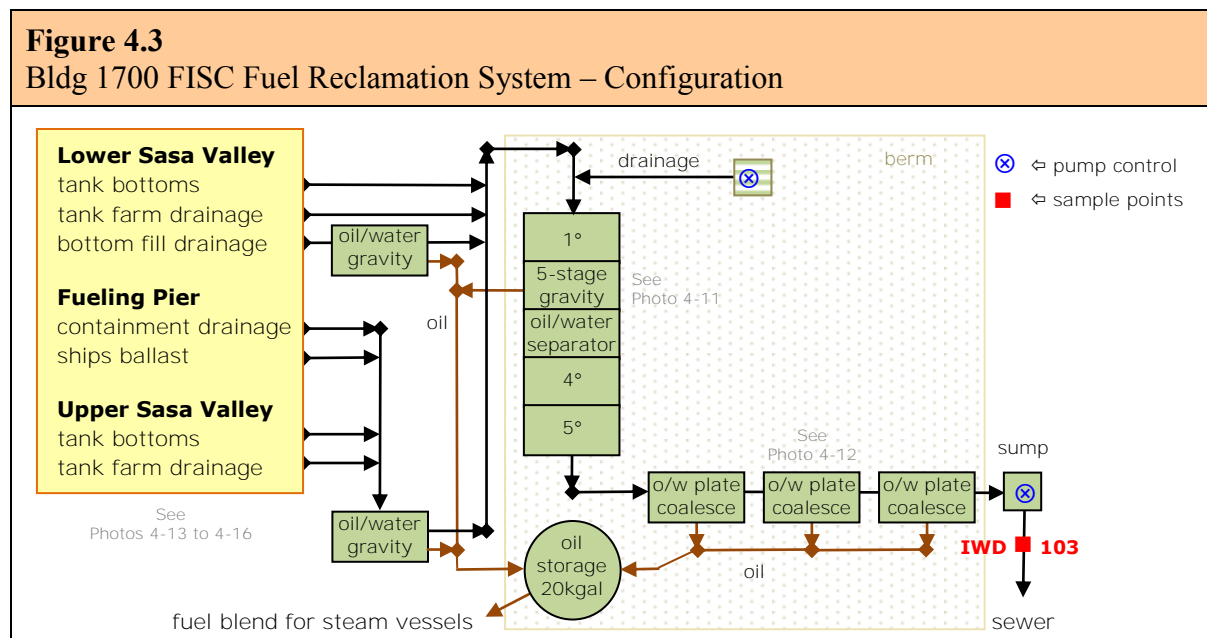 Figure 4.3
Bldg 1700 FISC Fuel Reclamation System – Configuration
Lower Sasa Valley
tank bottoms
tank farm drainage
bottom fill drainage
Fueling Pier
containment drainage
ships ballast
Upper Sasa Valley
tank bottoms
tank farm drainage
See
Photos 4-13 to 4-16
oil/water
gravity
oil/water
gravity
oil
drainage
berm
1°
5-stage
gravity
oil/water
separator
4°
5°
See
Photo 4-11
See
Photo 4-12
o/w plate
coalesce
o/w plate
coalesce
o/w plate
coalesce
oil
oil
storage
20kgal
fuel blend for steam vessels
sump
IWD 103
sewer
⇦ pump control
⇦ sample points